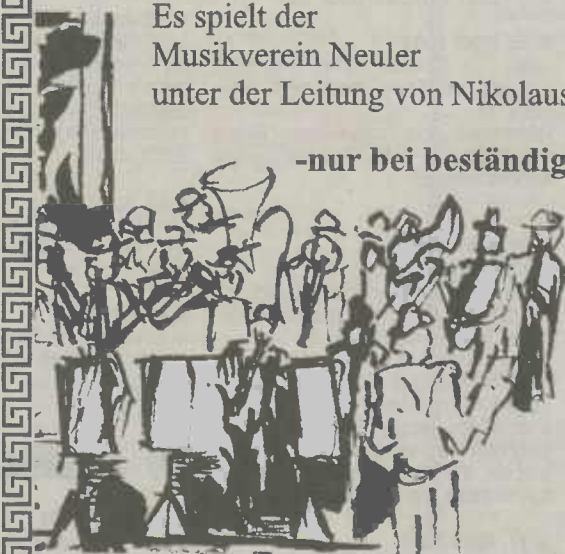 Es spielt der
Musikverein Neuler
unter der Leitung von Nikolaus
-nur bei beständig